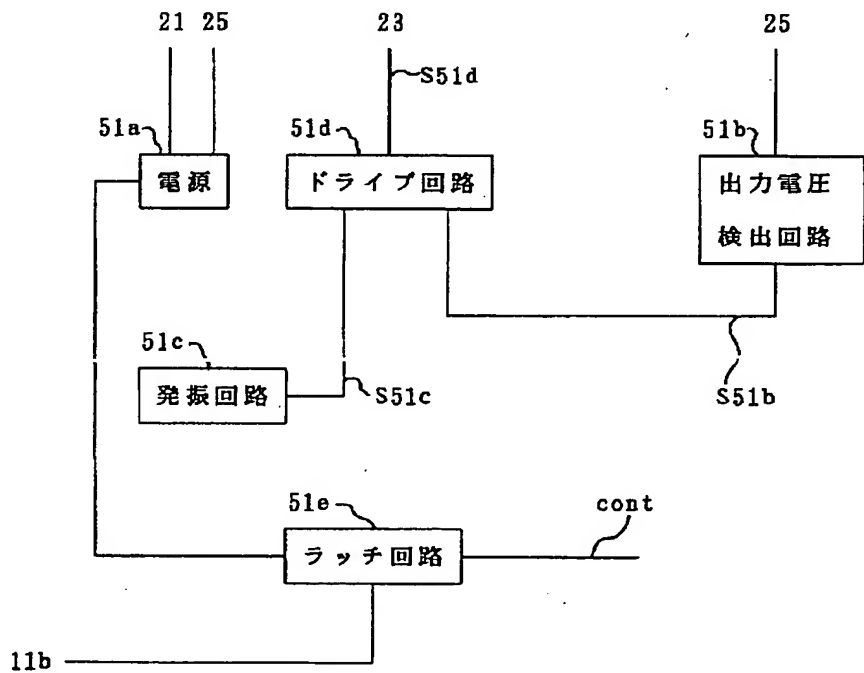 21 25 23 25
S51d
51a 51d 51b
電源 ドライブ回路 出力電圧
検出回路
51c
発振回路 S51c S51b
51e cont
ラッチ回路
11b